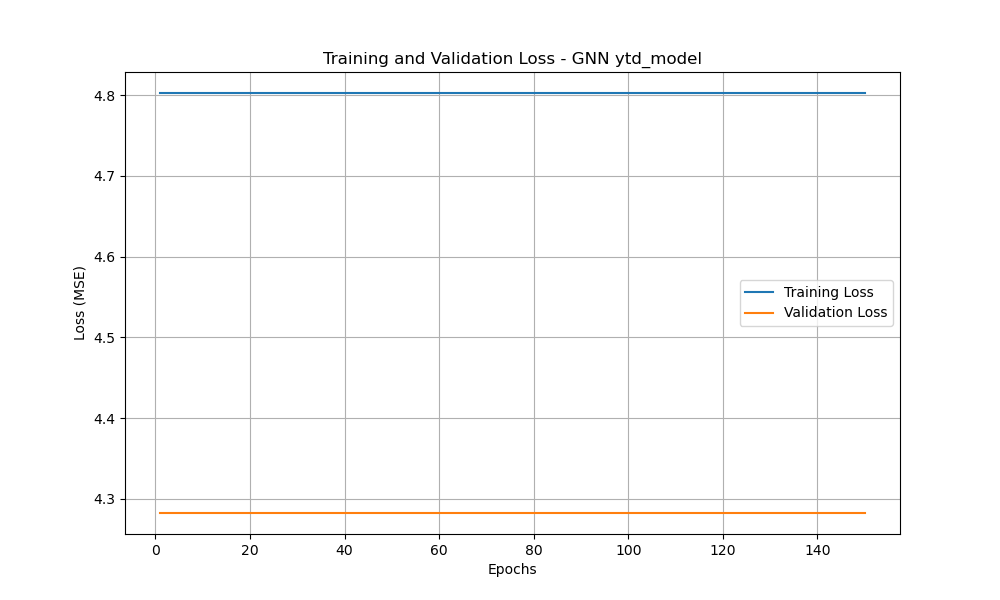 Training and Validation Loss - GNN ytd_model
4.8
4.7
4.6
4.5
4.4
4.3
Loss (MSE)
Training Loss
Validation Loss
0 20 40 60 80 100 120 140
Epochs